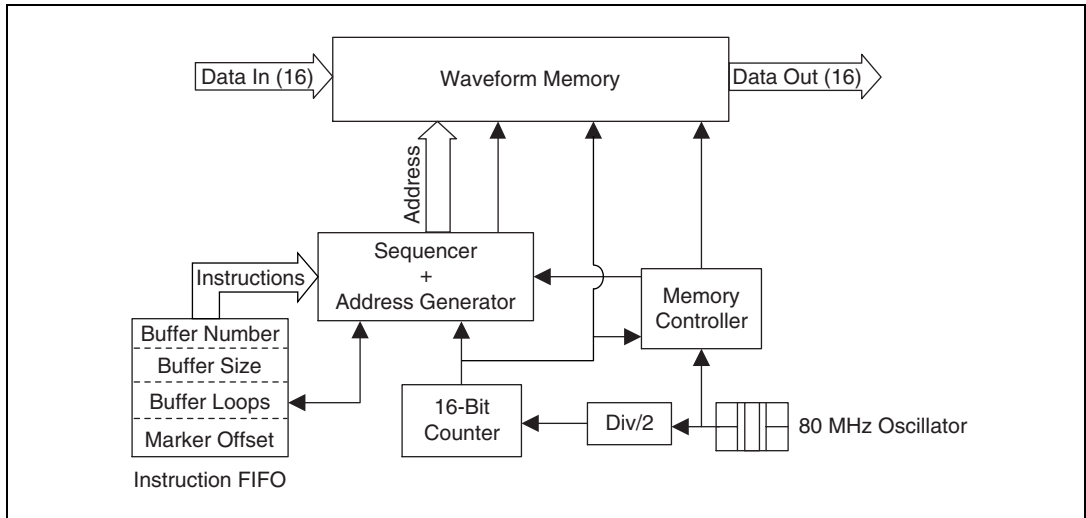 Data In (16)
Waveform Memory
Data Out (16)
Address
Sequencer
+
Address Generator
Instructions
Memory
Controller
Buffer Number
Buffer Size
Buffer Loops
Marker Offset
16-Bit
Counter
Div/2
80 MHz Oscillator
Instruction FIFO